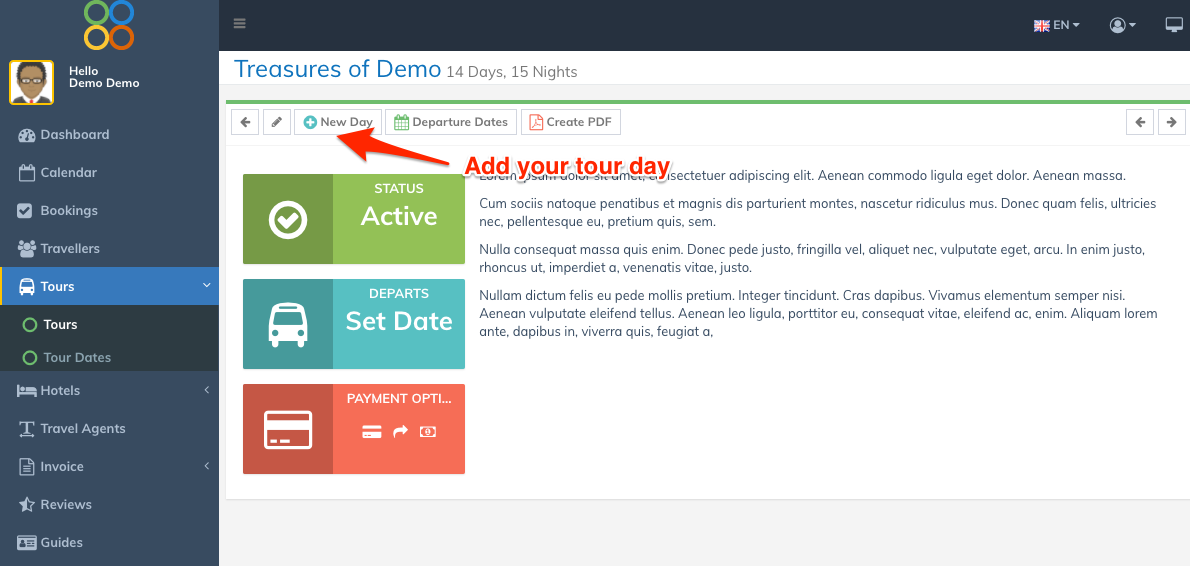 EN
Hello
Demo Demo
Treasures of Demo 14 Days, 15 Nights
New Day
Departure Dates
Create PDF
Add your tour day
Dashboard
Calendar
Bookings
Travellers
Tours
Tours
Tour Dates
Hotels
Travel Agents
Invoice
Reviews
Guides
STATUS
Active
DEPARTS
Set Date
PAYMENT OPTI...
Lorem ipsum dolor sit amet, consectetuer adipiscing elit. Aenean commodo ligula eget dolor. Aenean massa.
Cum sociis natoque penatibus et magnis dis parturient montes, nascetur ridiculus mus. Donec quam felis, ultricies
nec, pellentesque eu, pretium quis, sem.
Nulla consequat massa quis enim. Donec pede justo, fringilla vel, aliquet nec, vulputate eget, arcu. In enim justo,
rhoncus ut, imperdiet a, venenatis vitae, justo.
Nullam dictum felis eu pede mollis pretium. Integer tincidunt. Cras dapibus. Vivamus elementum semper nisi.
Aenean vulputate eleifend tellus. Aenean leo ligula, porttitor eu, consequat vitae, eleifend ac, enim. Aliquam lorem
ante, dapibus in, viverra quis, feugiat a,